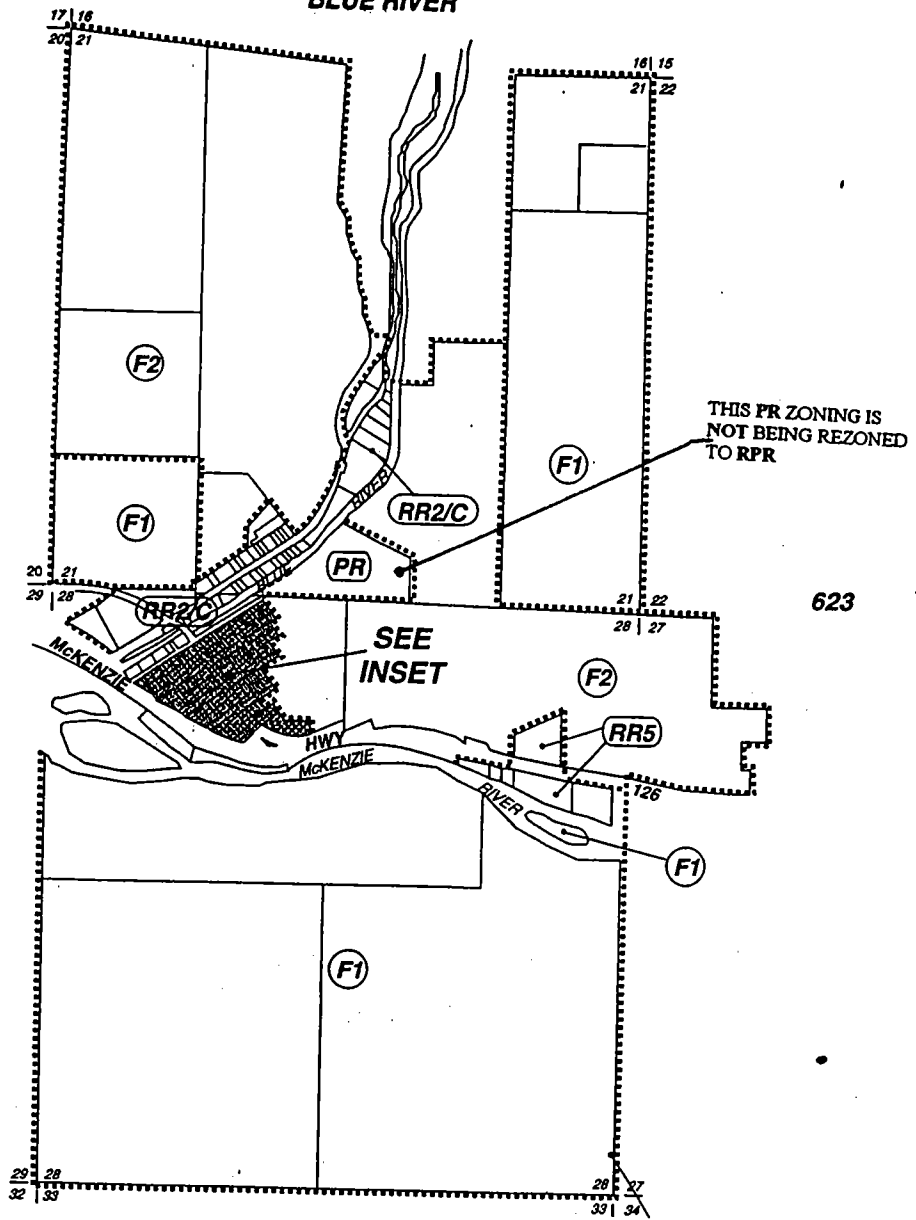 BLUE RIVER
17 16
20 21
16 15
21 22
F2
THIS PR ZONING IS
NOT BEING REZONED
TO RPR
F1
RR2/C
RIVER
F1
PR
20 21
29 28
RR2/C
21 22
28 27
623
SEE
INSET
F2
McKENZIE
RR5
HWY
McKENZIE
126
RIVER
F1
F1
29 28
32 33
28 27
33 34